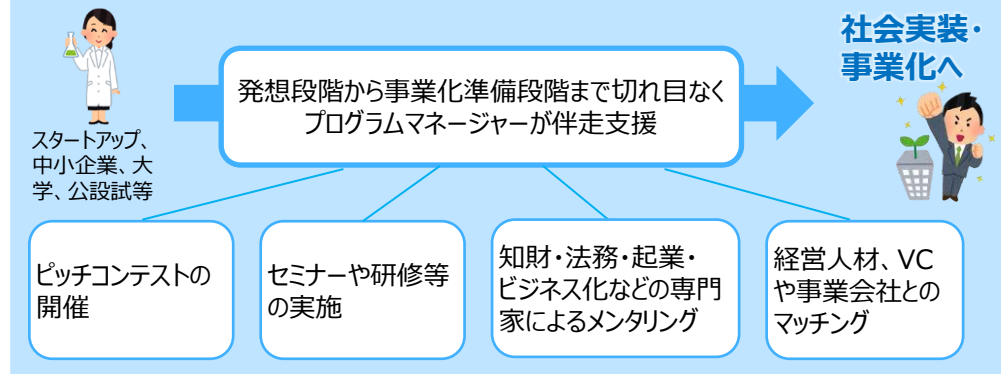 社会実装・
事業化へ
発想段階から事業化準備段階まで切れ目なく
プログラムマネージャーが伴走支援
スタートアップ、
中小企業、大
学、公設試等
ピッチコンテストの
開催
セミナーや研修等
の実施
知財・法務・起業・
ビジネス化などの専門
家によるメンタリング
経営人材、VC
や事業会社との
マッチング